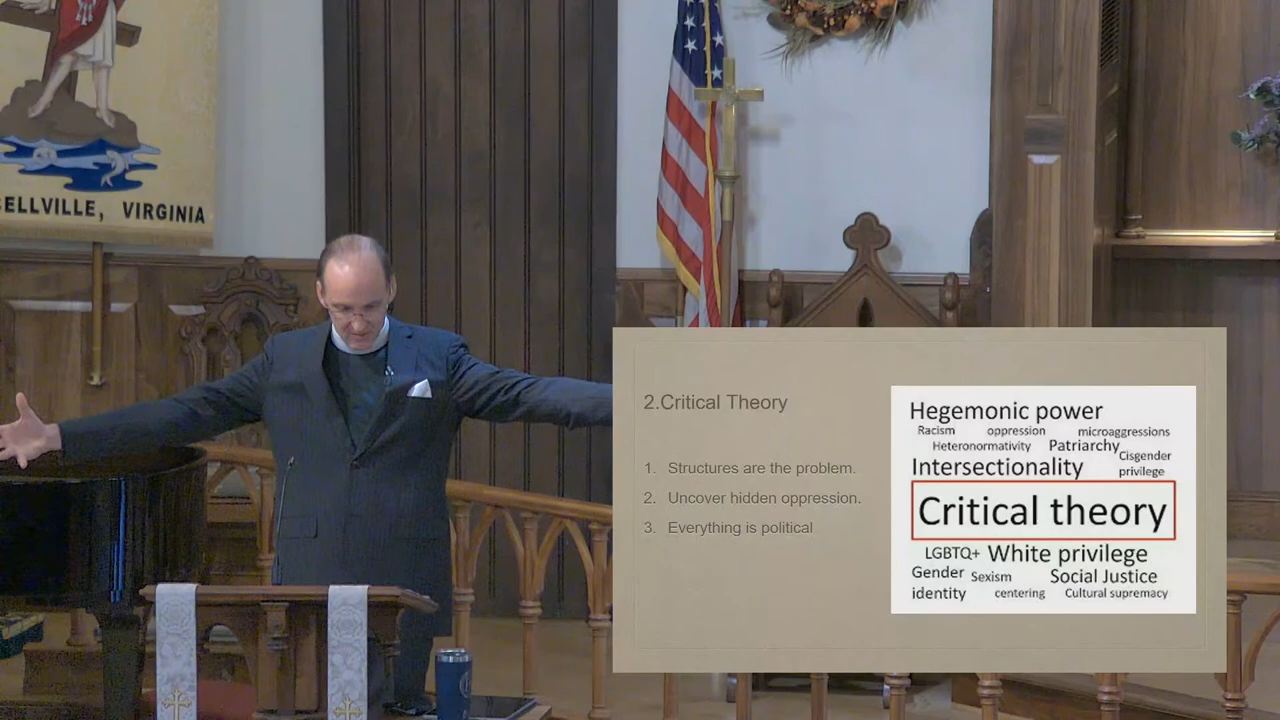 ELLVILLE, VIRGINIA
2.Critical Theory
1. Structures are the problem.
2. Uncover hidden oppression.
3. Everything is political
Hegemonic power
Racism oppression microaggressions
Heteronormativity Patriarchy Cisgender
Intersectionality privilege
Critical theory
LGBTQ+ White privilege
Gender Sexism Social Justice
identity centering Cultural supremacy